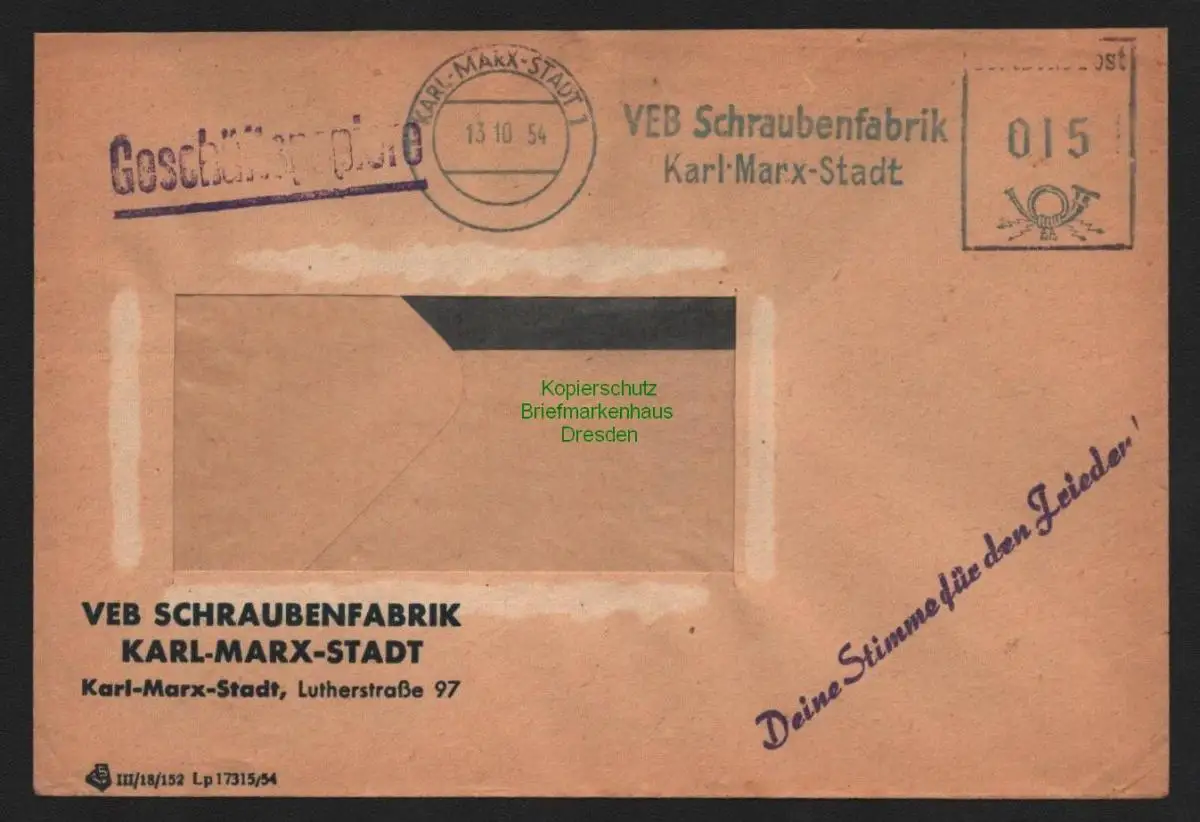 Geschäftspapiere
KARL-MARX-STADT 1
13 10 54
VEB Schraubenfabrik
Karl-Marx-Stadt
015
Kopierschutz
Briefmarkenhaus
Dresden
Deine Stimme für den Frieden!
VEB SCHRAUBENFABRIK
KARL-MARX-STADT
Karl-Marx-Stadt, Lutherstraße 97
III/18/152 Lp 17315/54